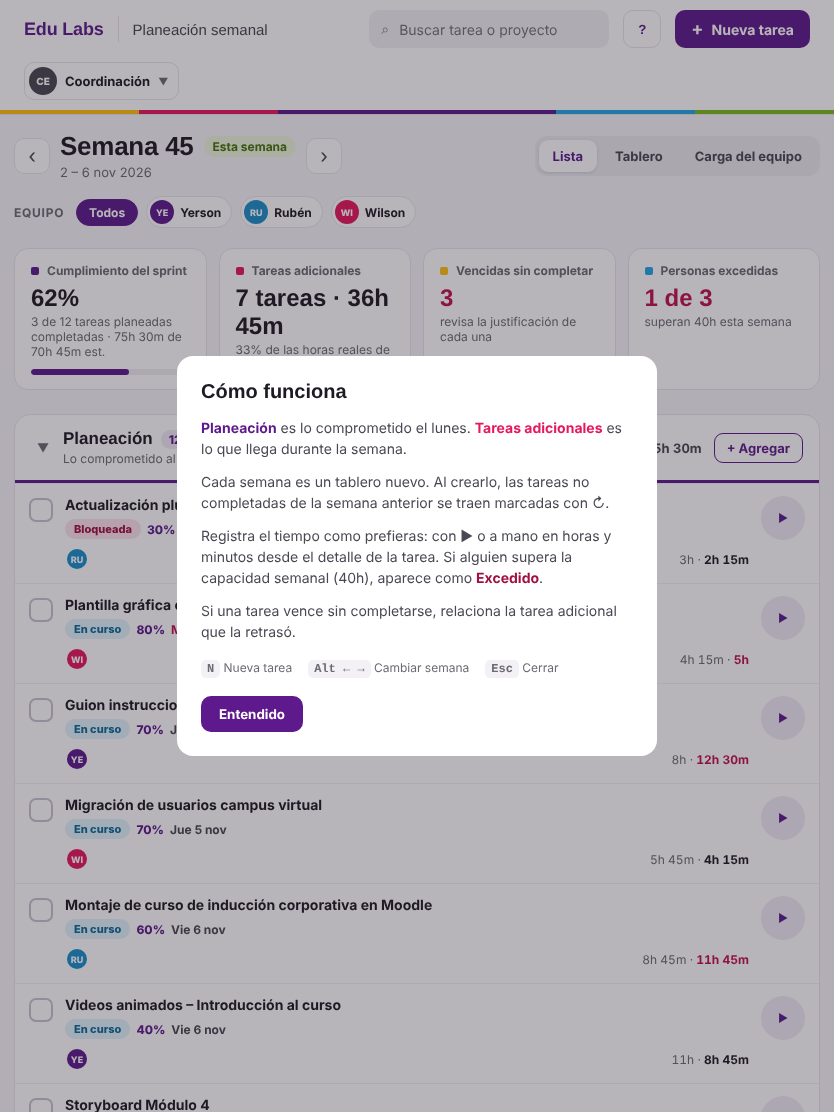 Edu Labs
Planeación semanal
Buscar tarea o proyecto
?
+ Nueva tarea
CE Coordinación ▼
‹
Semana 45
Esta semana
›
2 – 6 nov 2026
Lista
Tablero
Carga del equipo
EQUIPO
Todos
YE Yerson
RU Rubén
WI Wilson
Cumplimiento del sprint
62%
3 de 12 tareas planeadas
completadas · 75h 30m de
70h 45m est.
Tareas adicionales
7 tareas · 36h
45m
33% de las horas reales de
Vencidas sin completar
3
revisa la justificación de
cada una
Personas excedidas
1 de 3
superan 40h esta semana
▼ Planeación
Lo comprometido al
5h 30m
+ Agregar
Cómo funciona
Planeación es lo comprometido el lunes. Tareas adicionales es
lo que llega durante la semana.
Cada semana es un tablero nuevo. Al crearlo, las tareas no
completadas de la semana anterior se traen marcadas con ↻.
Registra el tiempo como prefieras: con ▶ o a mano en horas y
minutos desde el detalle de la tarea. Si alguien supera la
capacidad semanal (40h), aparece como Excedido.
Si una tarea vence sin completarse, relaciona la tarea adicional
que la retrasó.
N Nueva tarea Alt ← → Cambiar semana Esc Cerrar
Entendido
Actualización
Bloqueada 30%
RU
3h · 2h 15m
Plantilla gráfica
En curso 80%
WI
4h 15m · 5h
Guion
En curso 70%
YE
8h · 12h 30m
Migración de usuarios campus virtual
En curso 70% Jue 5 nov
WI
5h 45m · 4h 15m
Montaje de curso de inducción corporativa en Moodle
En curso 60% Vie 6 nov
RU
8h 45m · 11h 45m
Videos animados – Introducción al curso
En curso 40% Vie 6 nov
YE
11h · 8h 45m
Storyboard Módulo 4